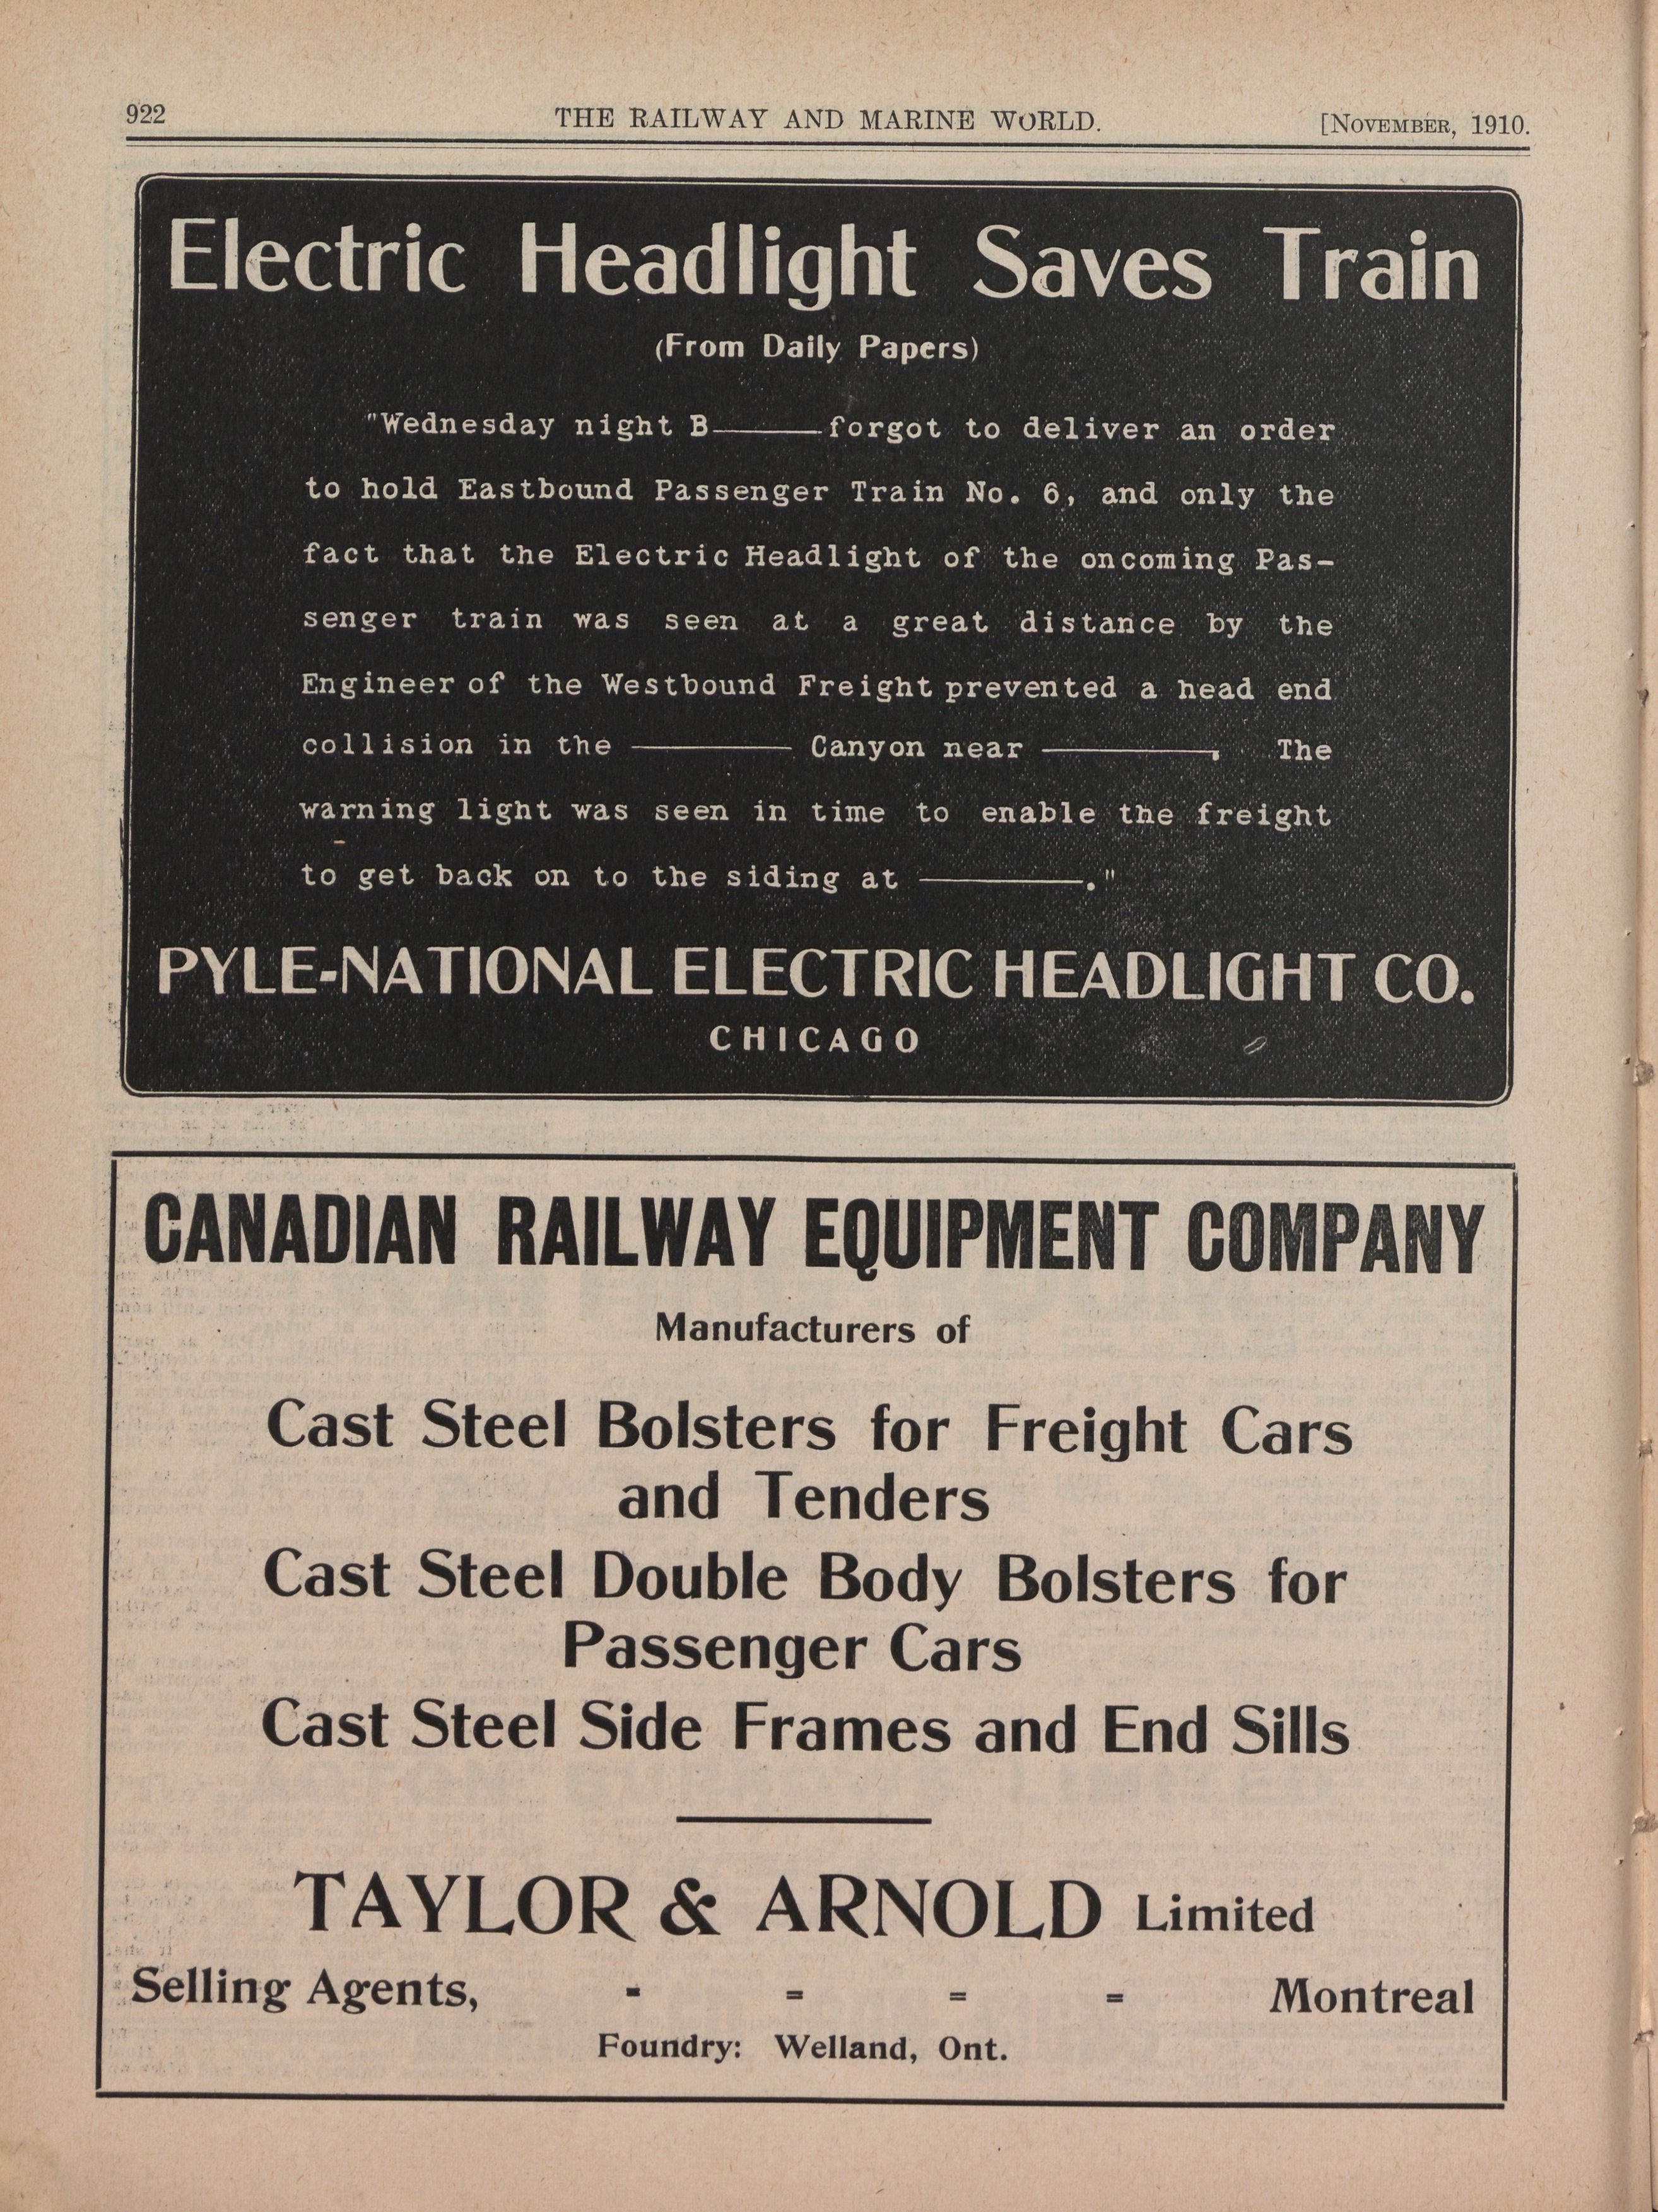 922 THE RAILWAY AND MARINE WORLD. [NOVEMBER, 1910.
Electric Headlight Saves Train
(From Daily Papers)
"Wednesday night B——— forgot to deliver an order
to hold Eastbound Passenger Train No. 6, and only the
fact that the Electric Headlight of the oncoming Pas-
senger train was seen at a great distance by the
Engineer of the Westbound Freight prevented a head end
collision in the ——— Canyon near ———. The
warning light was seen in time to enable the freight
to get back on to the siding at ———."
PYLE-NATIONAL ELECTRIC HEADLIGHT CO.
CHICAGO
CANADIAN RAILWAY EQUIPMENT COMPANY
Manufacturers of
Cast Steel Bolsters for Freight Cars
and Tenders
Cast Steel Double Body Bolsters for
Passenger Cars
Cast Steel Side Frames and End Sills
TAYLOR & ARNOLD Limited
Selling Agents, - - - - Montreal
Foundry: Welland, Ont.